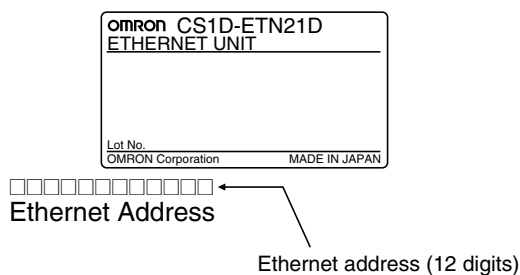 OMRON CS1D-ETN21D
ETHERNET UNIT
Lot No.
OMRON Corporation MADE IN JAPAN
□□□□□□□□□□□□
Ethernet Address
Ethernet address (12 digits)